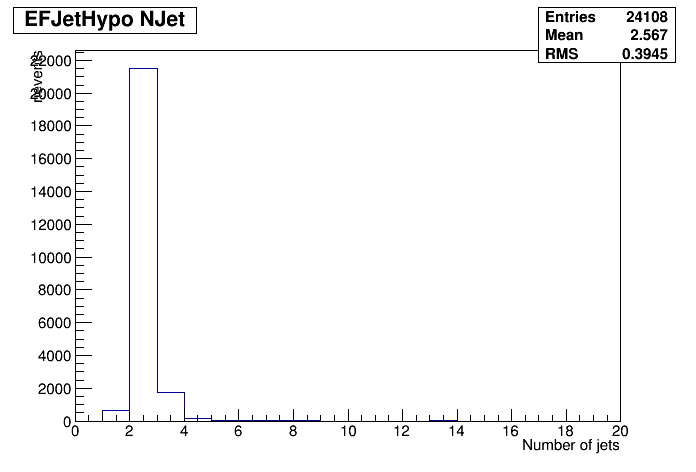 EFJetHypo NJet
Entries 24108
Mean 2.567
RMS 0.3945
nevents
22000
20000
18000
16000
14000
12000
10000
8000
6000
4000
2000
0
0 2 4 6 8 10 12 14 16 18 20
Number of jets